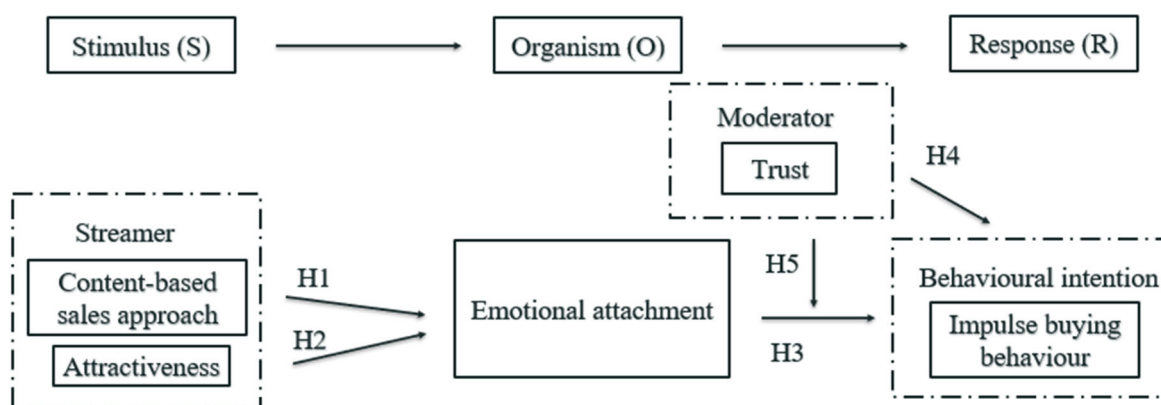 Stimulus (S)
Organism (O)
Response (R)
Moderator
Trust
H4
Streamer
Content-based
sales approach
Attractiveness
H1
H2
Emotional attachment
H5
H3
Behavioural intention
Impulse buying
behaviour